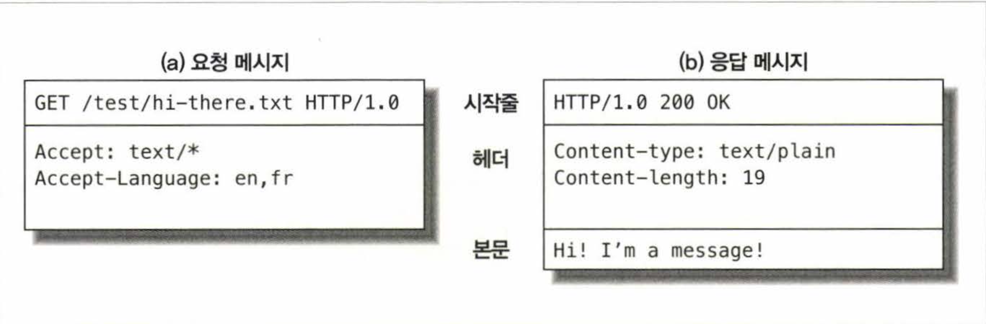 (a) 요청 메시지
GET /test/hi-there.txt HTTP/1.0
Accept: text/*
Accept-Language: en,fr
시작줄
헤더
본문
(b) 응답 메시지
HTTP/1.0 200 OK
Content-type: text/plain
Content-length: 19
Hi! I'm a message!